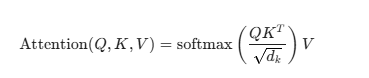 Attention(Q, K, V) = softmax(QK^T / √d_k)V